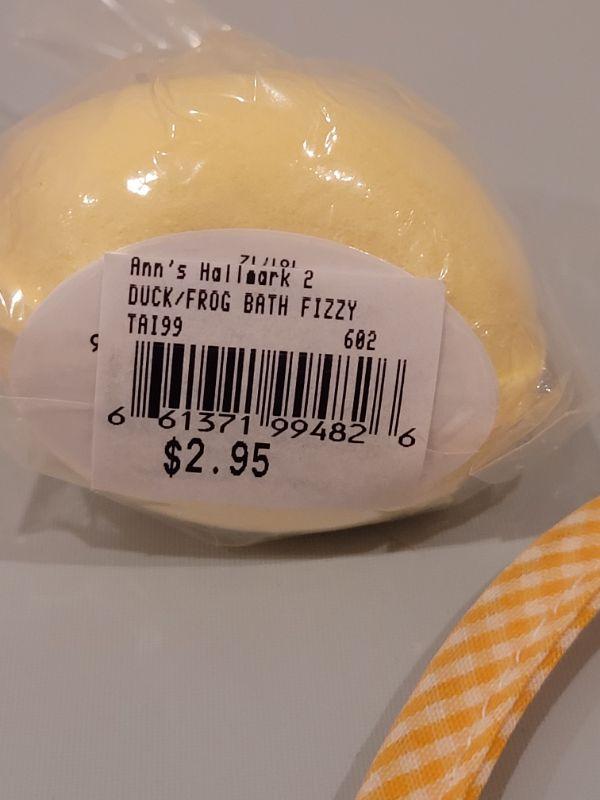 Ann's Hallmark 2
DUCK/FROG BATH FIZZY
TAI99 602
6 61371 99482 6
$2.95